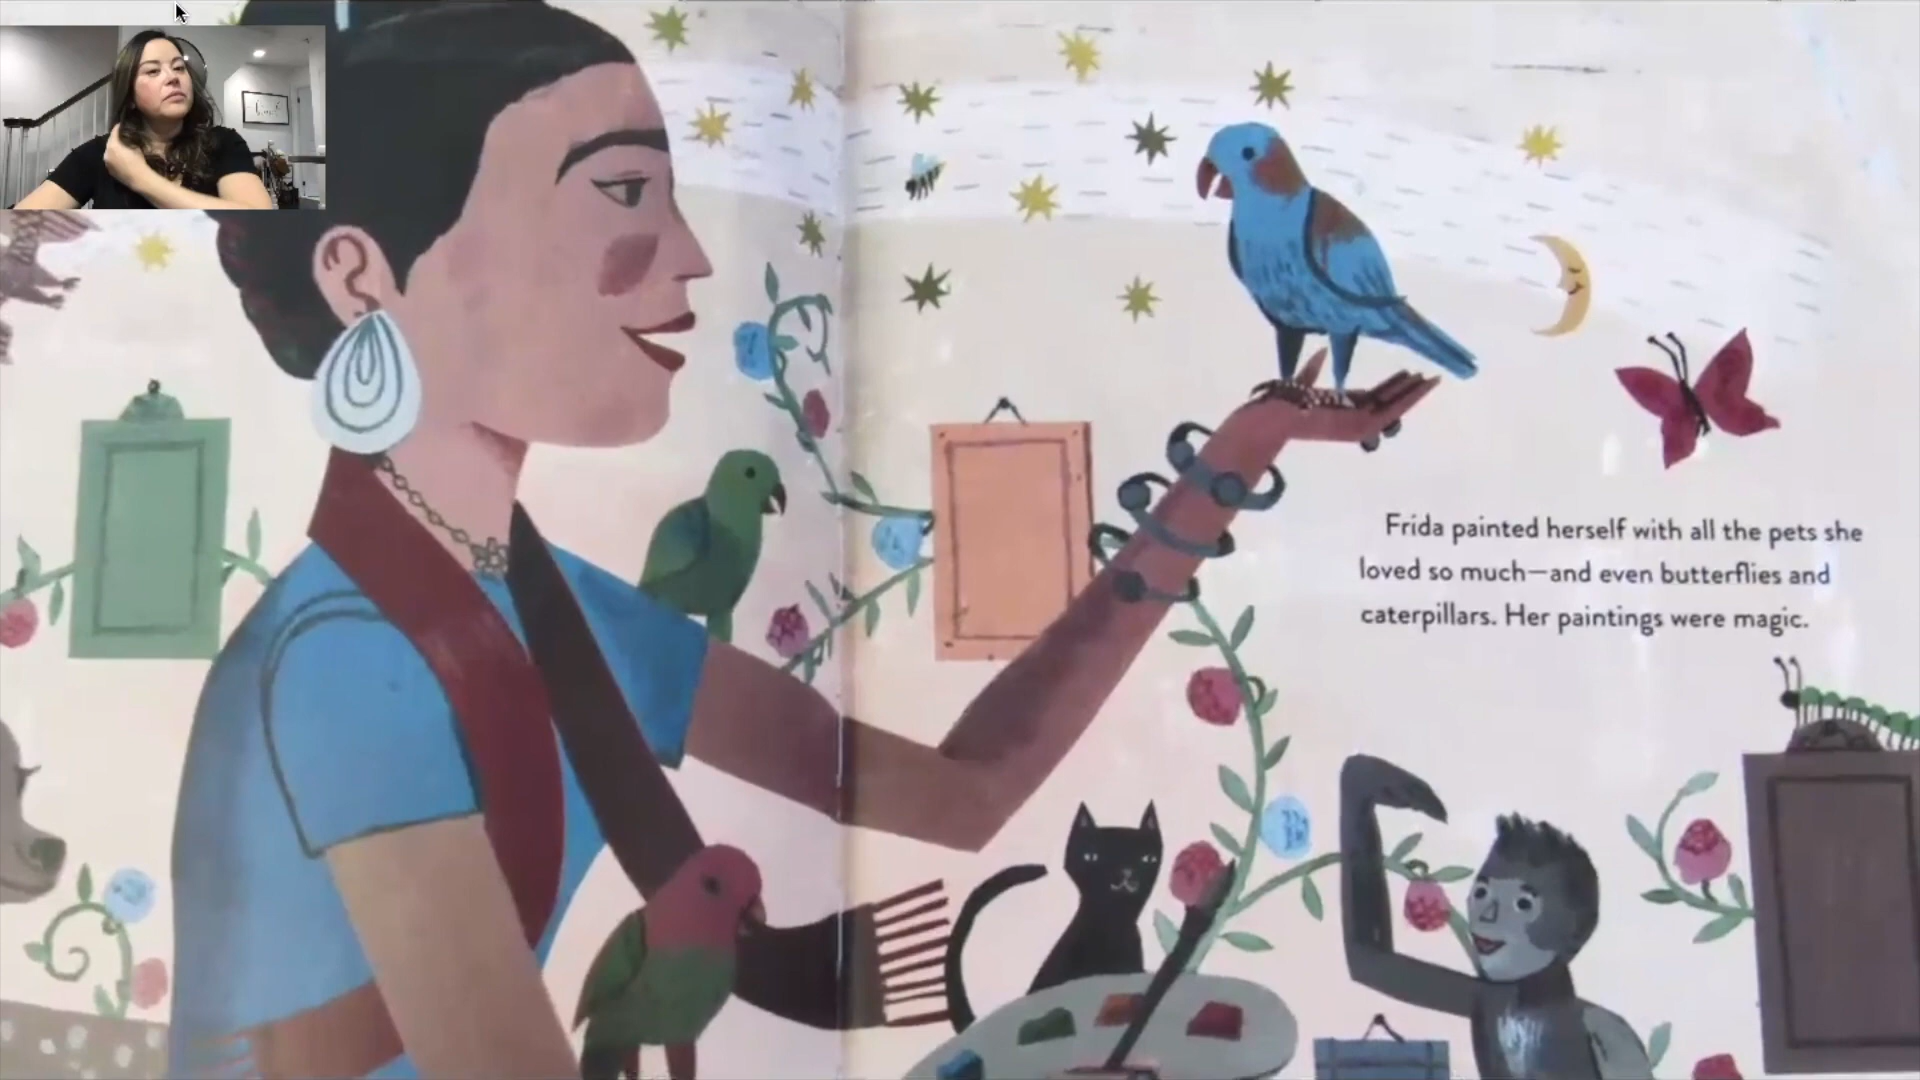 Frida painted herself with all the pets she
loved so much—and even butterflies and
caterpillars. Her paintings were magic.